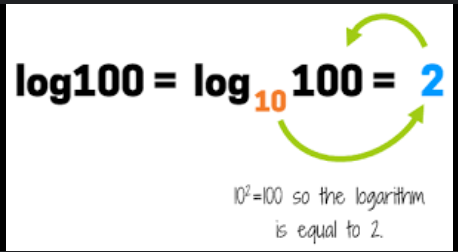 log100 = log₁₀ 100 = 2
10²=100 so the logarithm
is equal to 2.